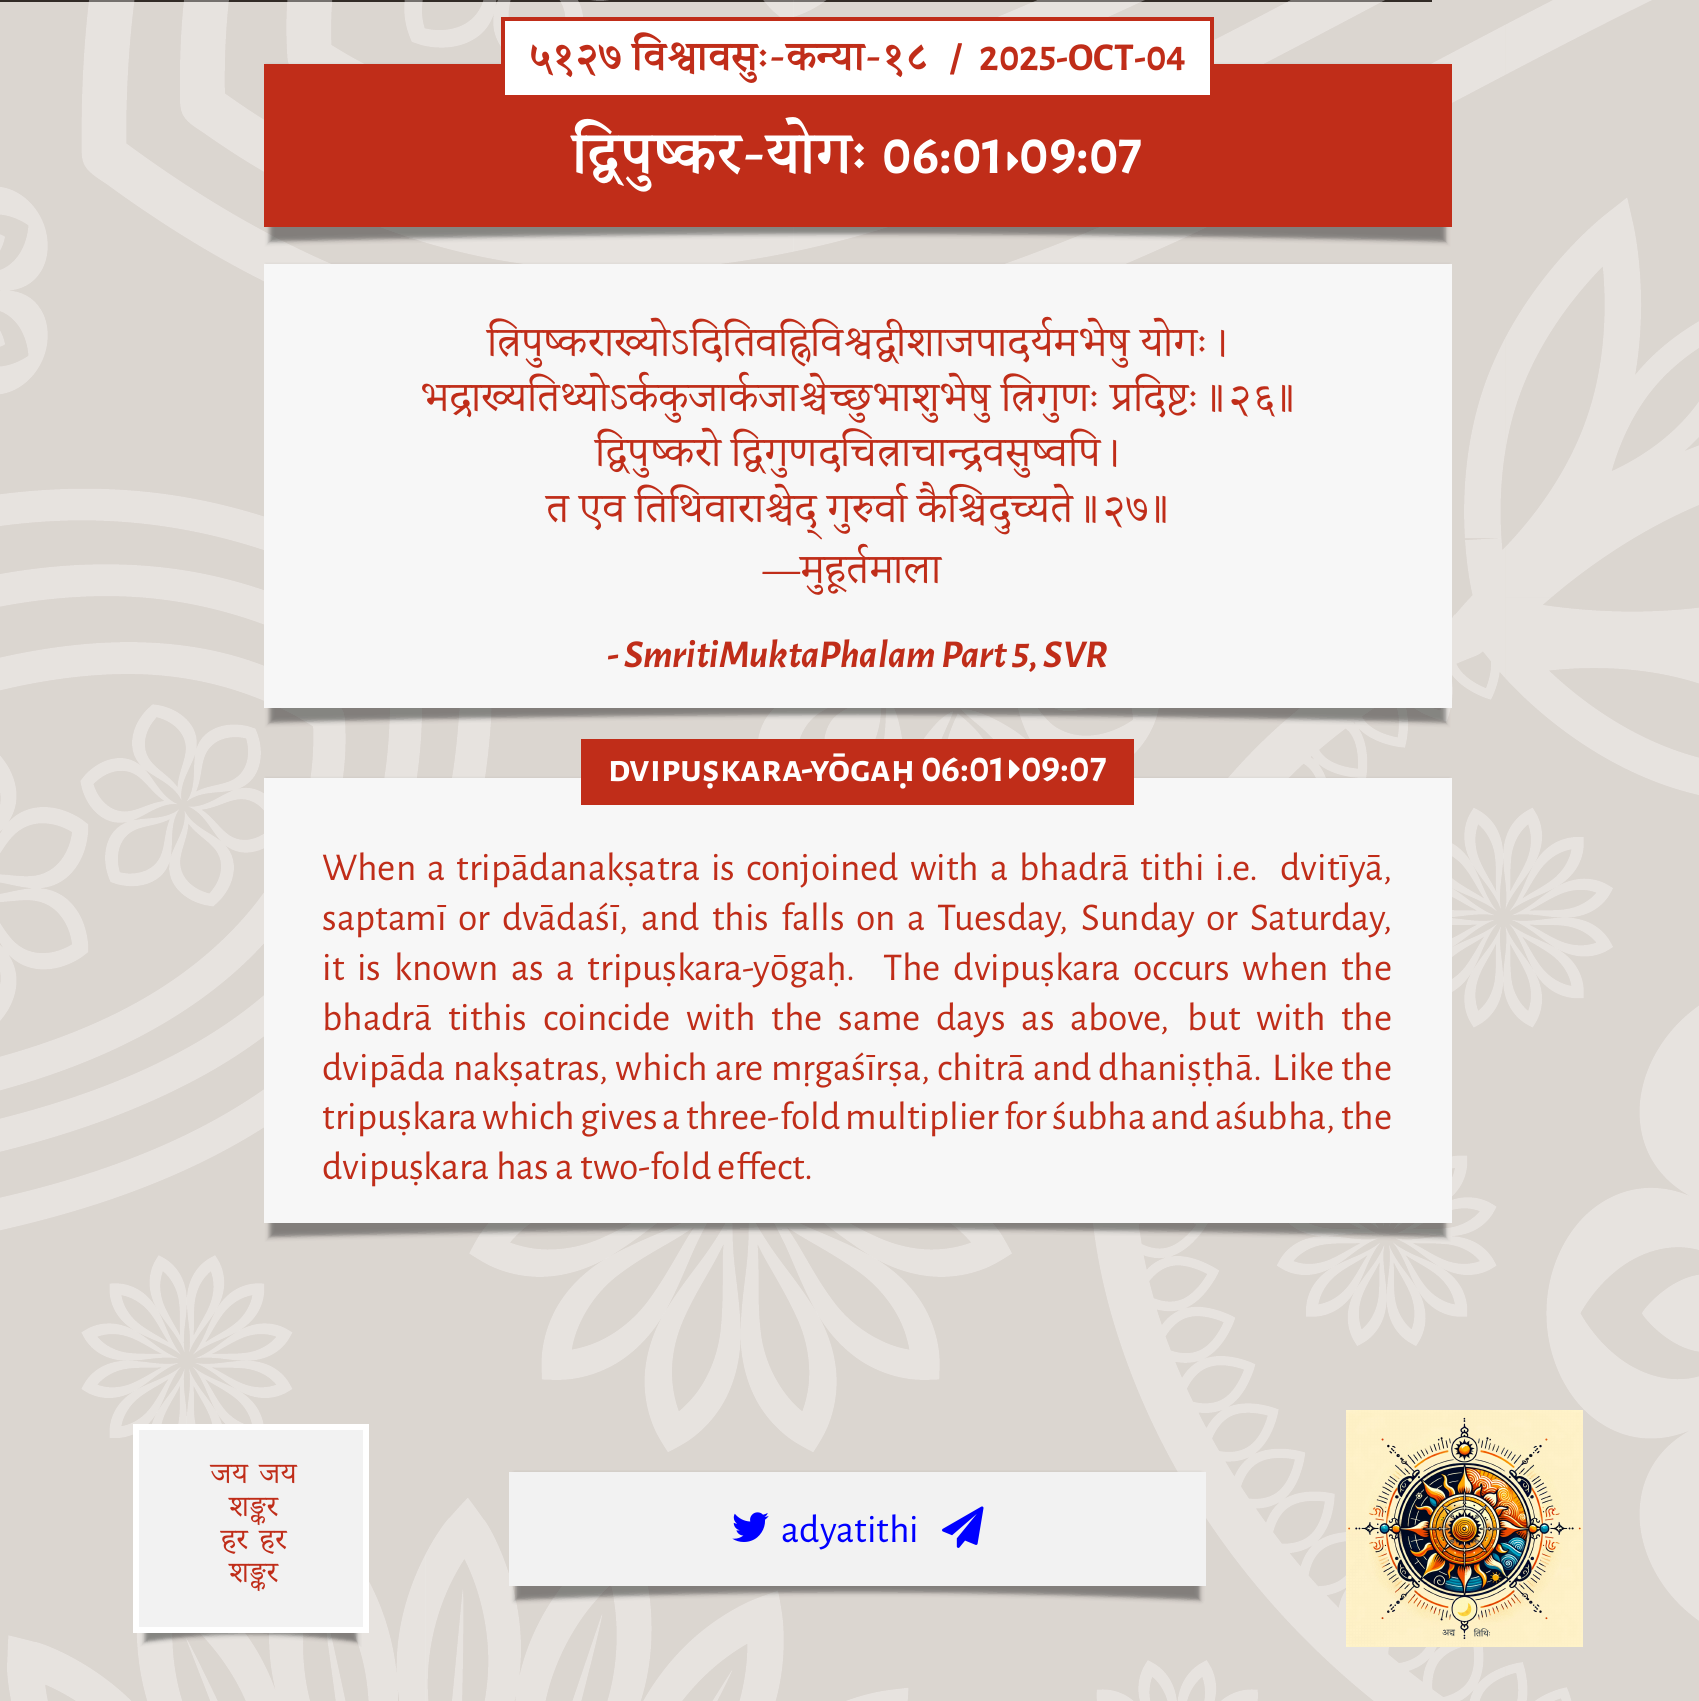 ५१२७ विश्वावसुः-कन्या-१८ / 2025-OCT-04
द्विपुष्कर-योगः 06:01▸09:07
त्रिपुष्कराख्योऽदितिवह्निविश्वद्वीशाजपादर्यमभेषु योगः।
भद्राख्यतिथ्योऽर्ककुजार्कजाश्चेच्छुभाशुभेषु त्रिगुणः प्रदिष्टः॥२६॥
द्विपुष्करो द्विगुणदचित्राचान्द्रवसुष्वपि।
त एव तिथिवाराश्चेद् गुरुर्वा कैश्चिदुच्यते॥२७॥
—मुहूर्तमाला
- SmritiMuktaPhalam Part 5, SVR
DVIPUṢKARA-YŌGAḤ 06:01▸09:07
When a tripādanakṣatra is conjoined with a bhadrā tithi i.e. dvitīyā,
saptamī or dvādaśī, and this falls on a Tuesday, Sunday or Saturday,
it is known as a tripuṣkara-yōgaḥ. The dvipuṣkara occurs when the
bhadrā tithis coincide with the same days as above, but with the
dvipāda nakṣatras, which are mṛgaśīrṣa, chitrā and dhaniṣṭhā. Like the
tripuṣkara which gives a three-fold multiplier for śubha and aśubha, the
dvipuṣkara has a two-fold effect.
जय जय
शङ्कर
हर हर
शङ्कर
adyatithi
अद्य तिथिः